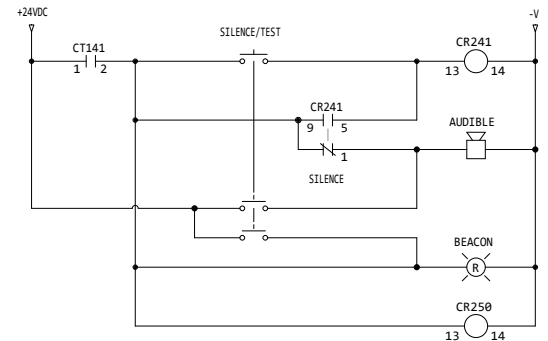 +24VDC
-V
SILENCE/TEST
CT141
1 2
CR241
13 14
CR241
9 5
1
SILENCE
AUDIBLE
BEACON
R
CR250
13 14